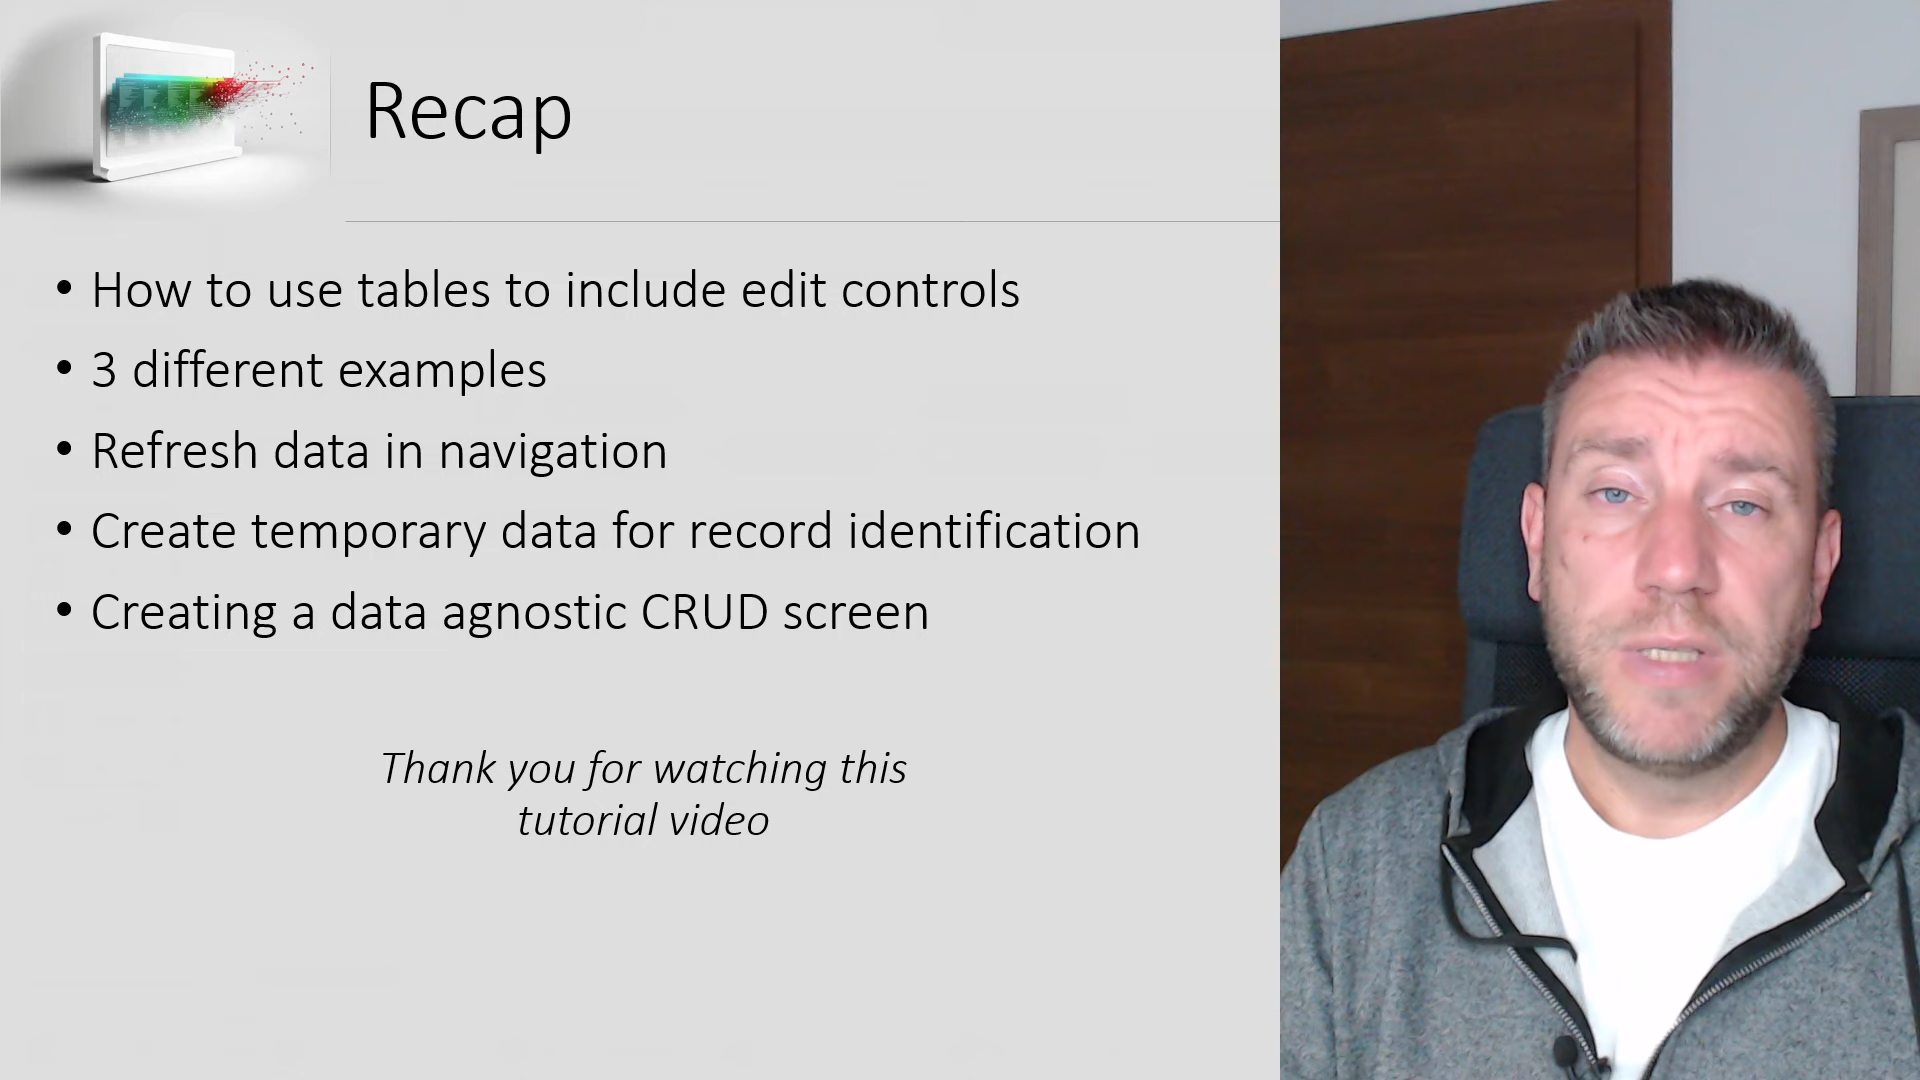 Recap
• How to use tables to include edit controls
• 3 different examples
• Refresh data in navigation
• Create temporary data for record identification
• Creating a data agnostic CRUD screen
Thank you for watching this
tutorial video